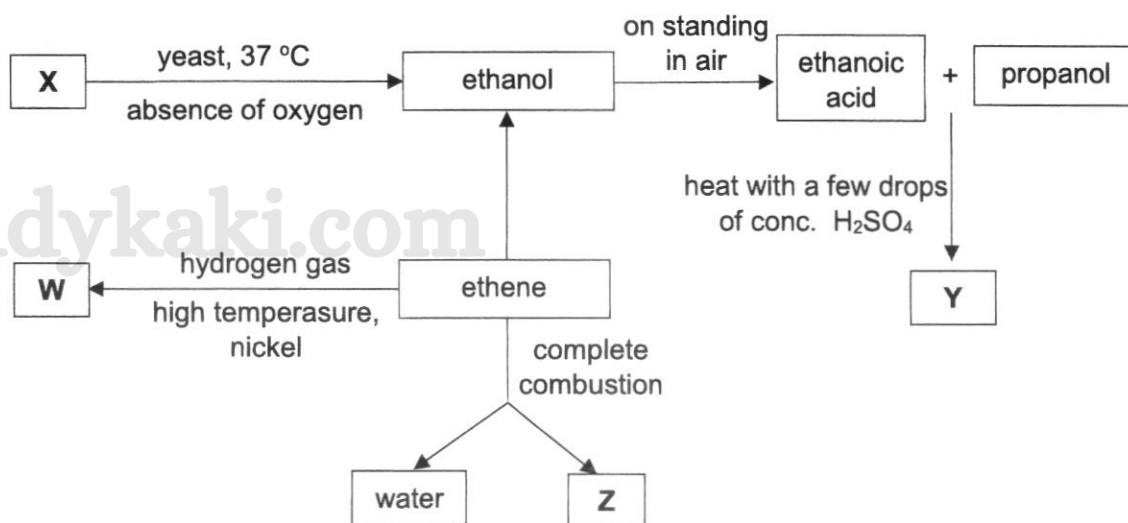 X
yeast, 37 °C
absence of oxygen
ethanol
on standing
in air
ethanoic
acid
+
propanol
heat with a few drops
of conc. H₂SO₄
dykaki.com
W
hydrogen gas
high temperasure,
nickel
ethene
Y
complete
combustion
water
Z